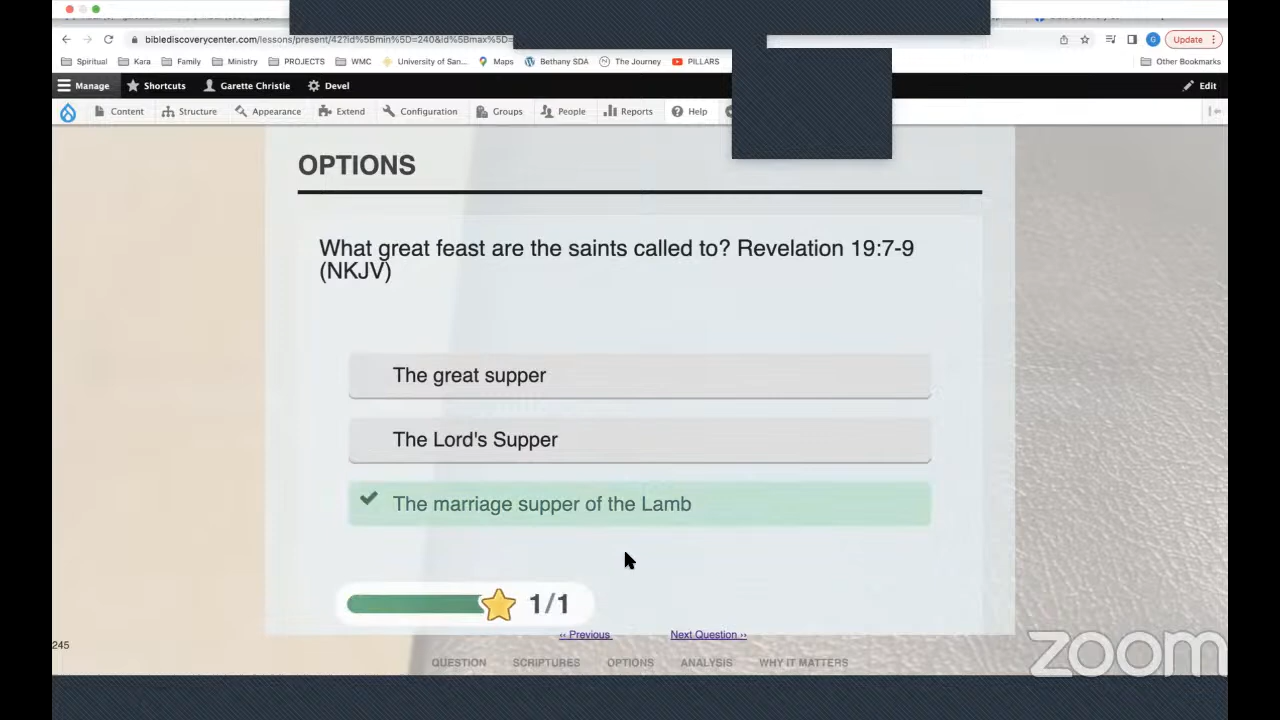 biblediscoverycenter.com/lessons/present/42?id%5Bmin%5D=240&id%5Bmax%5D=
G Update
Spiritual Kara Family Ministry PROJECTS WMC University of San... Maps Bethany SDA The Journey PILLARS Other Bookmarks
Manage Shortcuts Garette Christie Devel Edit
Content Structure Appearance Extend Configuration Groups People Reports Help
OPTIONS
What great feast are the saints called to? Revelation 19:7-9
(NKJV)
The great supper
The Lord's Supper
The marriage supper of the Lamb
1/1
‹‹ Previous Next Question ››
245
QUESTION SCRIPTURES OPTIONS ANALYSIS WHY IT MATTERS
zoom